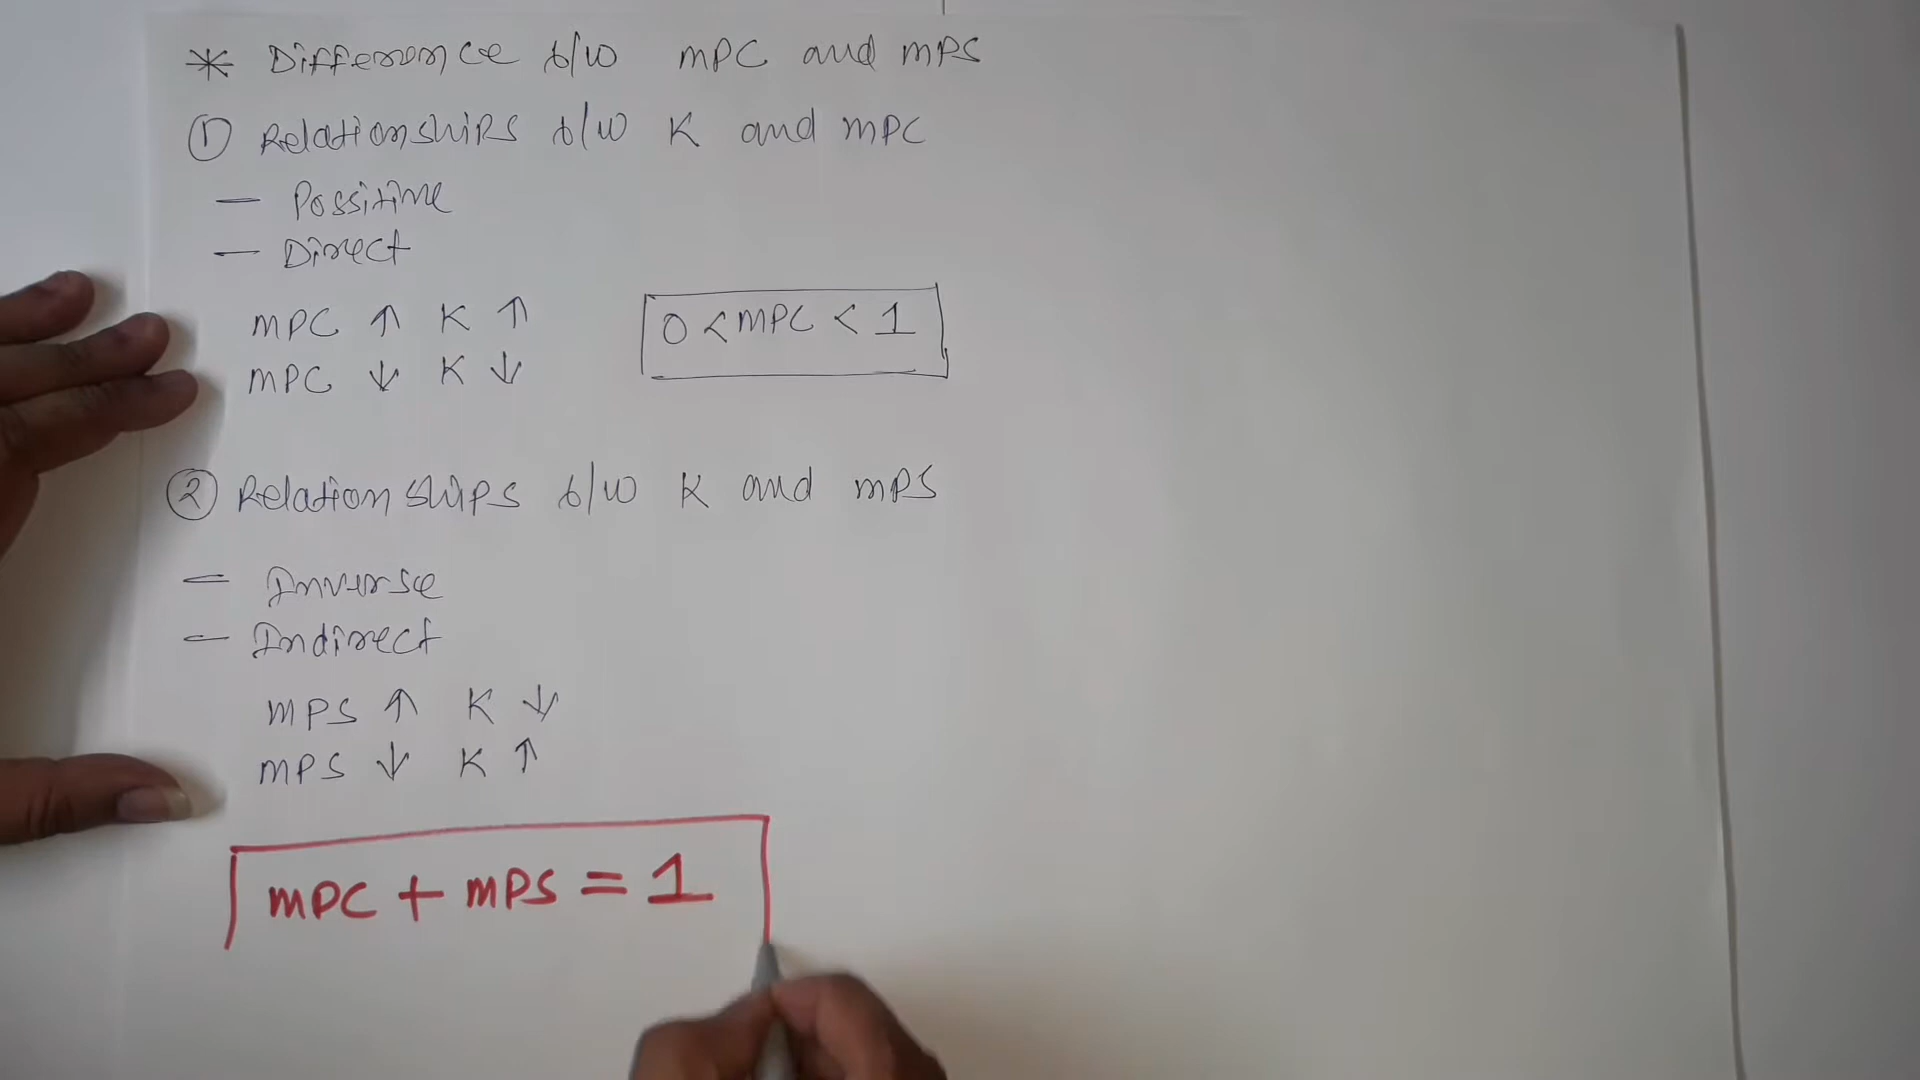 * Difference b/w MPC and MPS
① Relationships b/w K and MPC
— Possitive
— Direct
MPC ↑ K ↑
MPC ↓ K ↓
0 < MPC < 1
② Relationships b/w K and MPS
— Inverse
— Indirect
MPS ↑ K ↓
MPS ↓ K ↑
MPC + MPS = 1